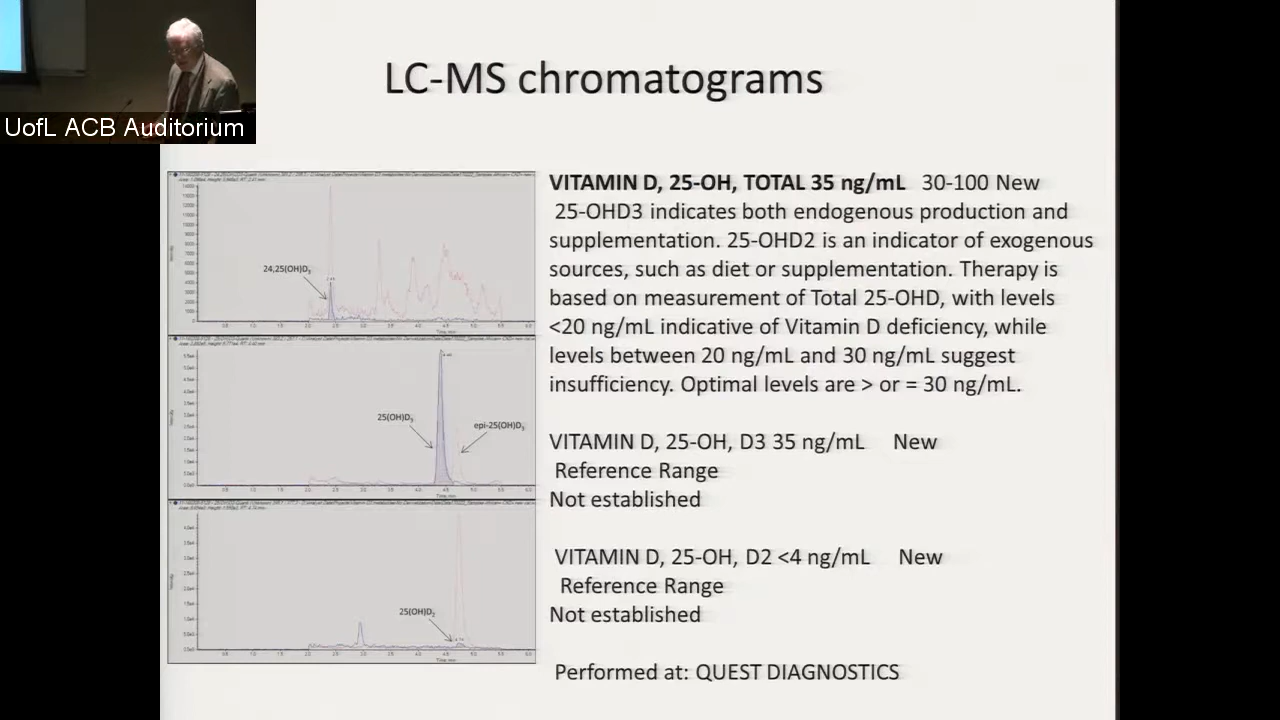 UofL ACB Auditorium
LC-MS chromatograms
24,25(OH)D3
25(OH)D3
epi-25(OH)D3
25(OH)D2
VITAMIN D, 25-OH, TOTAL 35 ng/mL 30-100 New
25-OHD3 indicates both endogenous production and
supplementation. 25-OHD2 is an indicator of exogenous
sources, such as diet or supplementation. Therapy is
based on measurement of Total 25-OHD, with levels
<20 ng/mL indicative of Vitamin D deficiency, while
levels between 20 ng/mL and 30 ng/mL suggest
insufficiency. Optimal levels are > or = 30 ng/mL.
VITAMIN D, 25-OH, D3 35 ng/mL New
Reference Range
Not established
VITAMIN D, 25-OH, D2 <4 ng/mL New
Reference Range
Not established
Performed at: QUEST DIAGNOSTICS